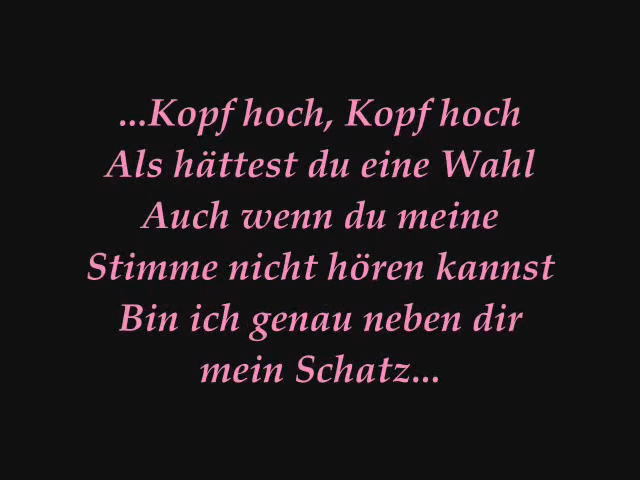 ...Kopf hoch, Kopf hoch
Als hättest du eine Wahl
Auch wenn du meine
Stimme nicht hören kannst
Bin ich genau neben dir
mein Schatz...